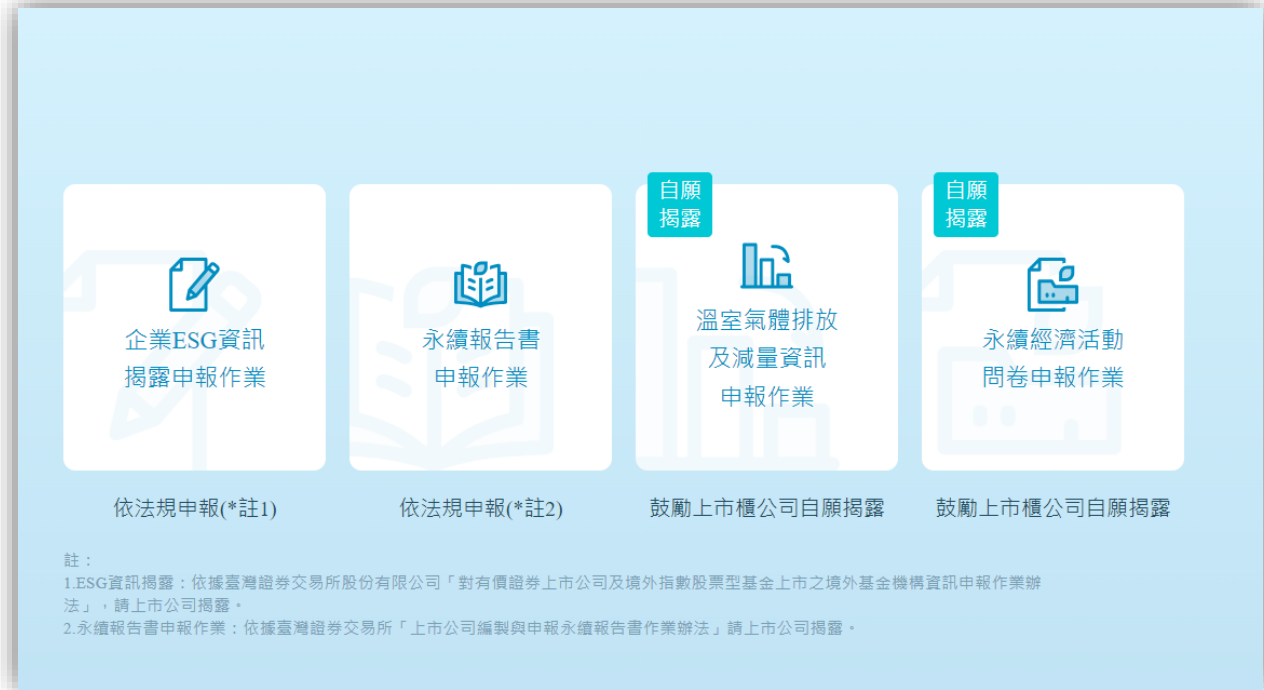 企業ESG資訊
揭露申報作業
依法規申報(*註1)
永續報告書
申報作業
依法規申報(*註2)
自願
揭露
溫室氣體排放
及減量資訊
申報作業
鼓勵上市櫃公司自願揭露
自願
揭露
永續經濟活動
問卷申報作業
鼓勵上市櫃公司自願揭露
註：
1.ESG資訊揭露：依據臺灣證券交易所股份有限公司「對有價證券上市公司及境外指數股票型基金上市之境外基金機構資訊申報作業辦
法」，請上市公司揭露。
2.永續報告書申報作業：依據臺灣證券交易所「上市公司編製與申報永續報告書作業辦法」請上市公司揭露。